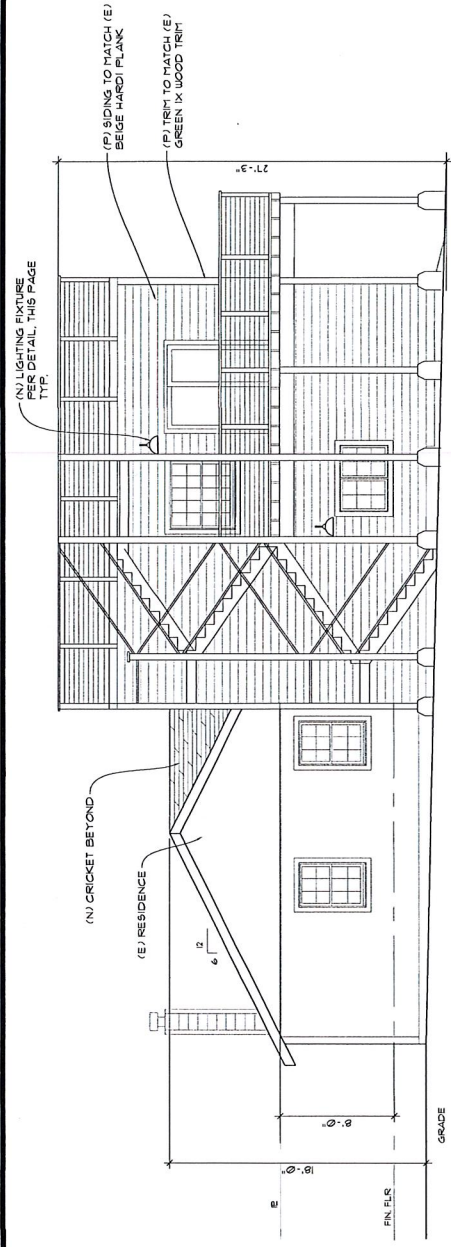 (N) LIGHTING FIXTURE
PER DETAIL, THIS PAGE
TYP.
(P) SIDING TO MATCH (E)
BEIGE HARDI PLANK
(P) TRIM TO MATCH (E)
GREEN 1X WOOD TRIM
(N) CRICKET BEYOND
(E) RESIDENCE
12
6
27'-3"
18'-0"
8'-0"
FIN. FLR
GRADE